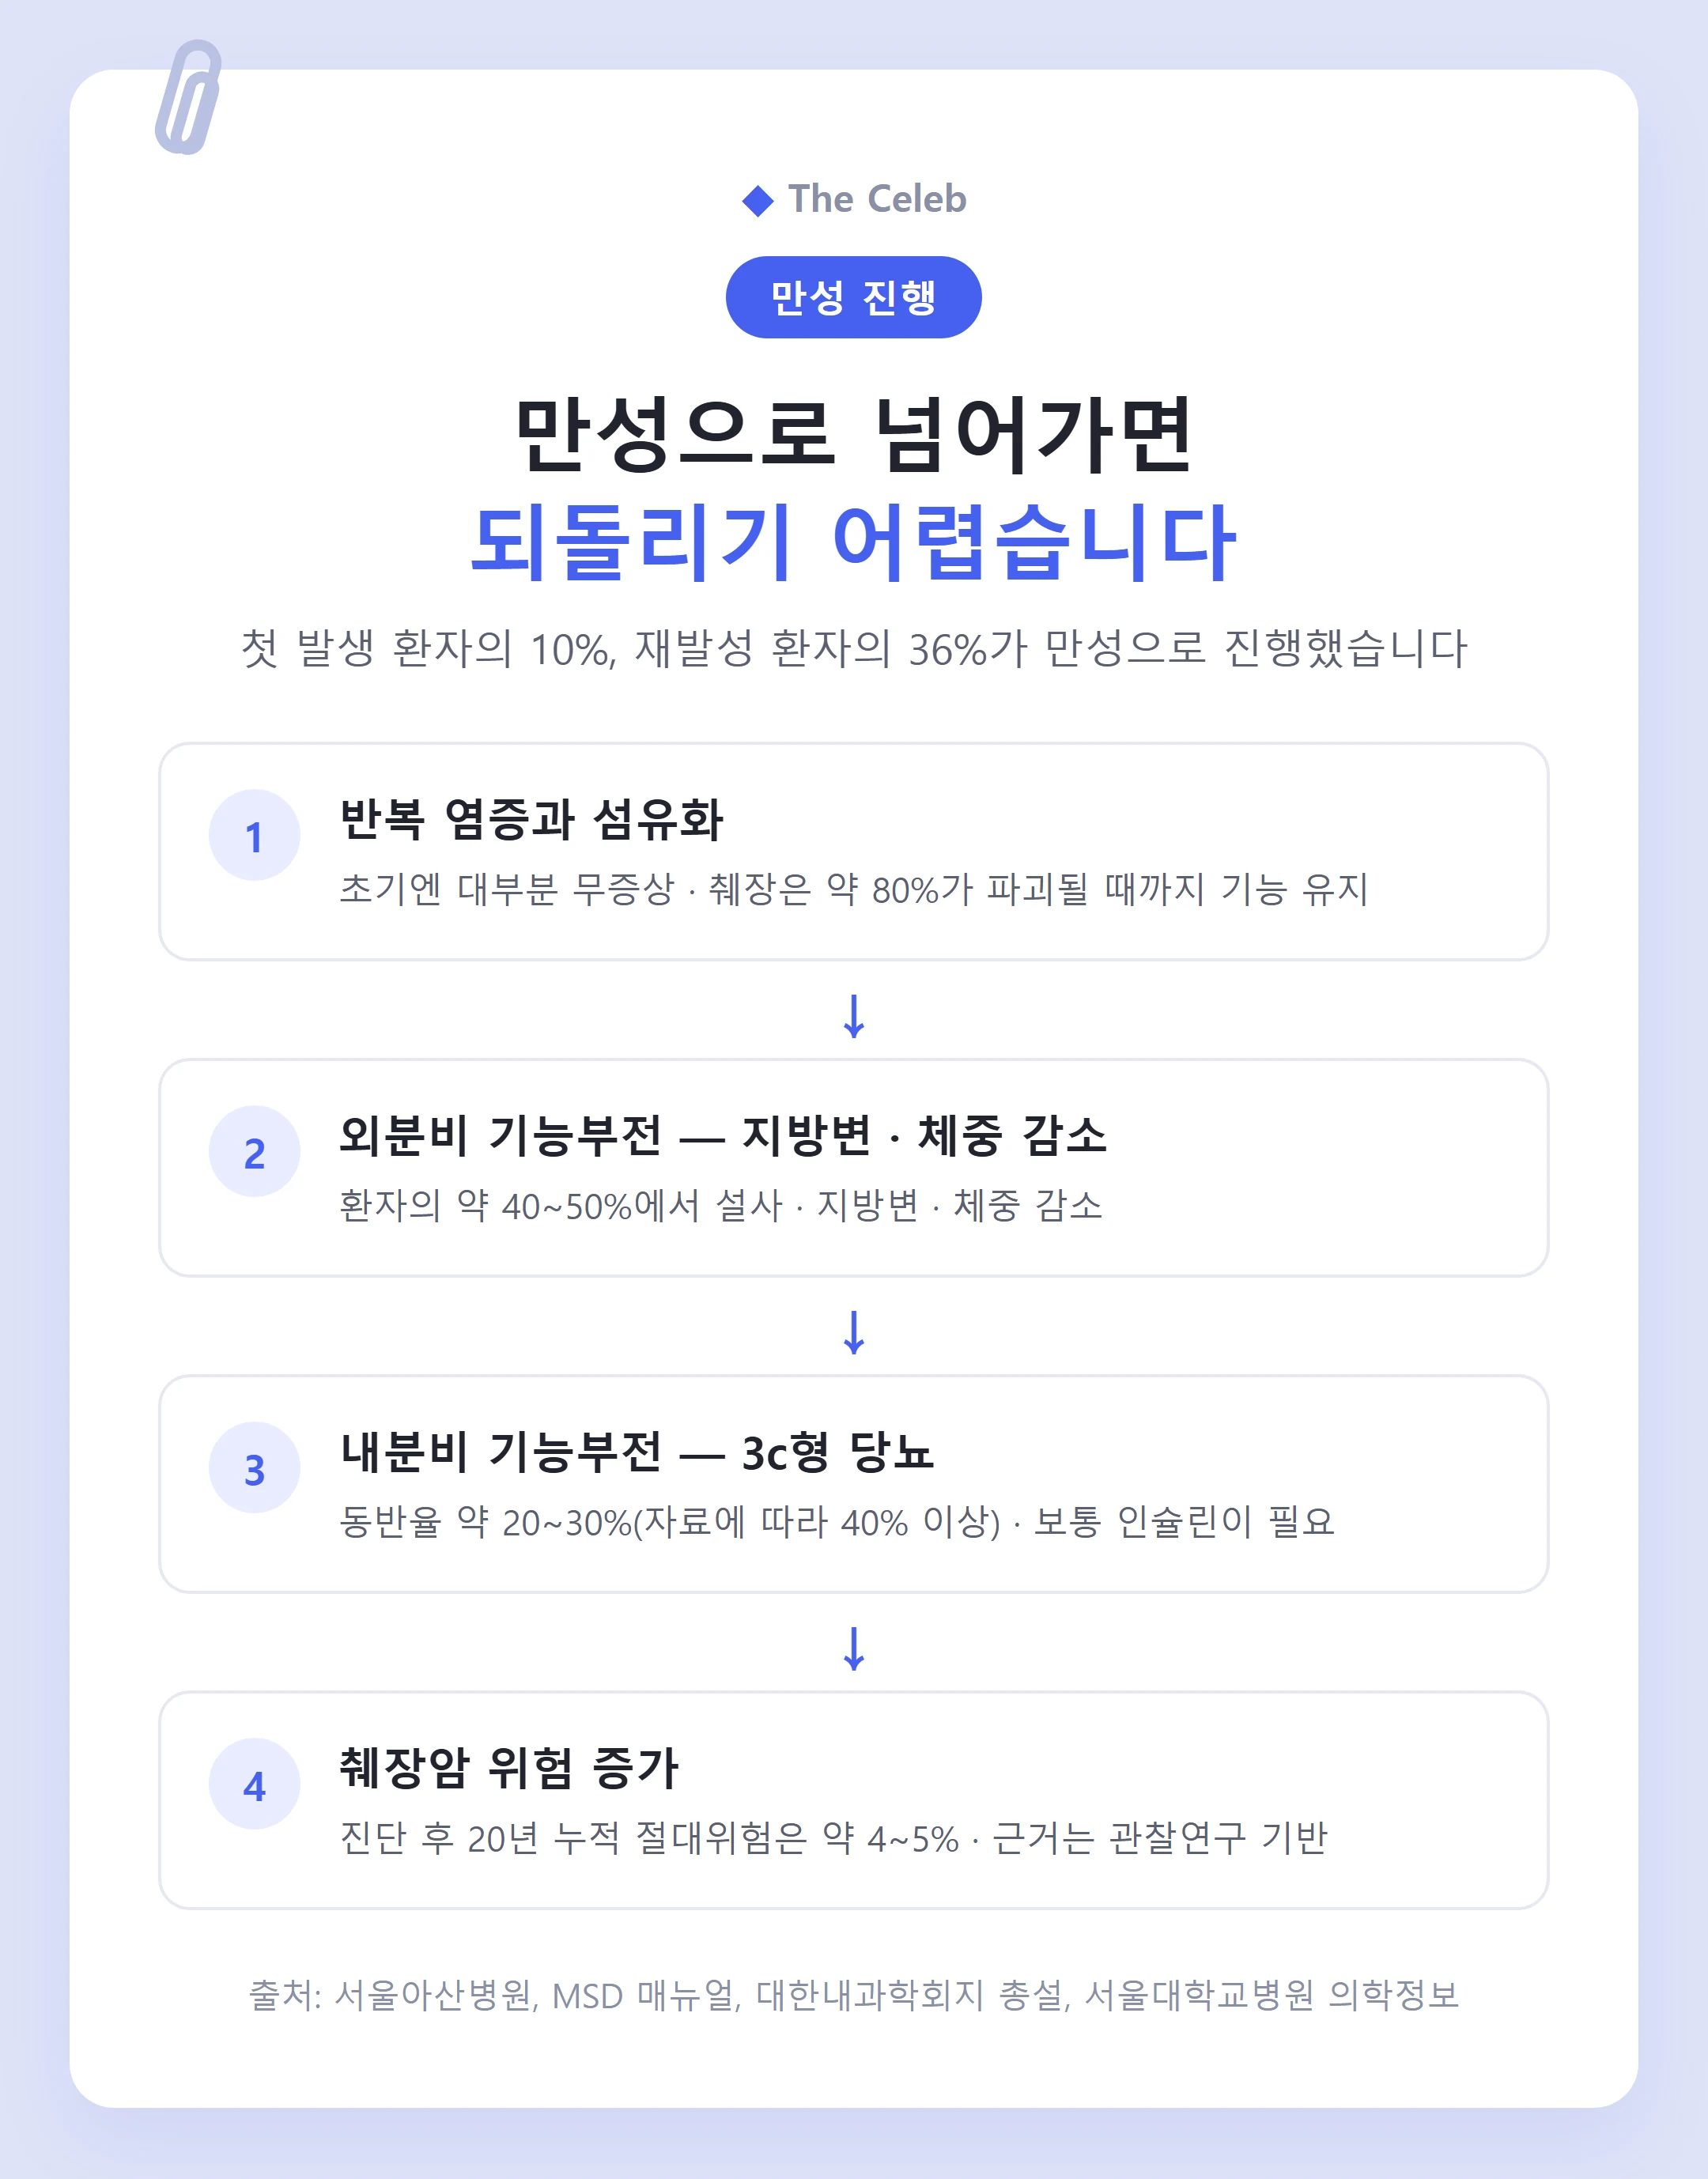 ◆ The Celeb
만성 진행
만성으로 넘어가면
되돌리기 어렵습니다
첫 발생 환자의 10%, 재발성 환자의 36%가 만성으로 진행했습니다
1
반복 염증과 섬유화
초기엔 대부분 무증상 · 췌장은 약 80%가 파괴될 때까지 기능 유지
↓
2
외분비 기능부전 — 지방변 · 체중 감소
환자의 약 40~50%에서 설사 · 지방변 · 체중 감소
↓
3
내분비 기능부전 — 3c형 당뇨
동반율 약 20~30%(자료에 따라 40% 이상) · 보통 인슐린이 필요
↓
4
췌장암 위험 증가
진단 후 20년 누적 절대위험은 약 4~5% · 근거는 관찰연구 기반
출처: 서울아산병원, MSD 매뉴얼, 대한내과학회지 총설, 서울대학교병원 의학정보